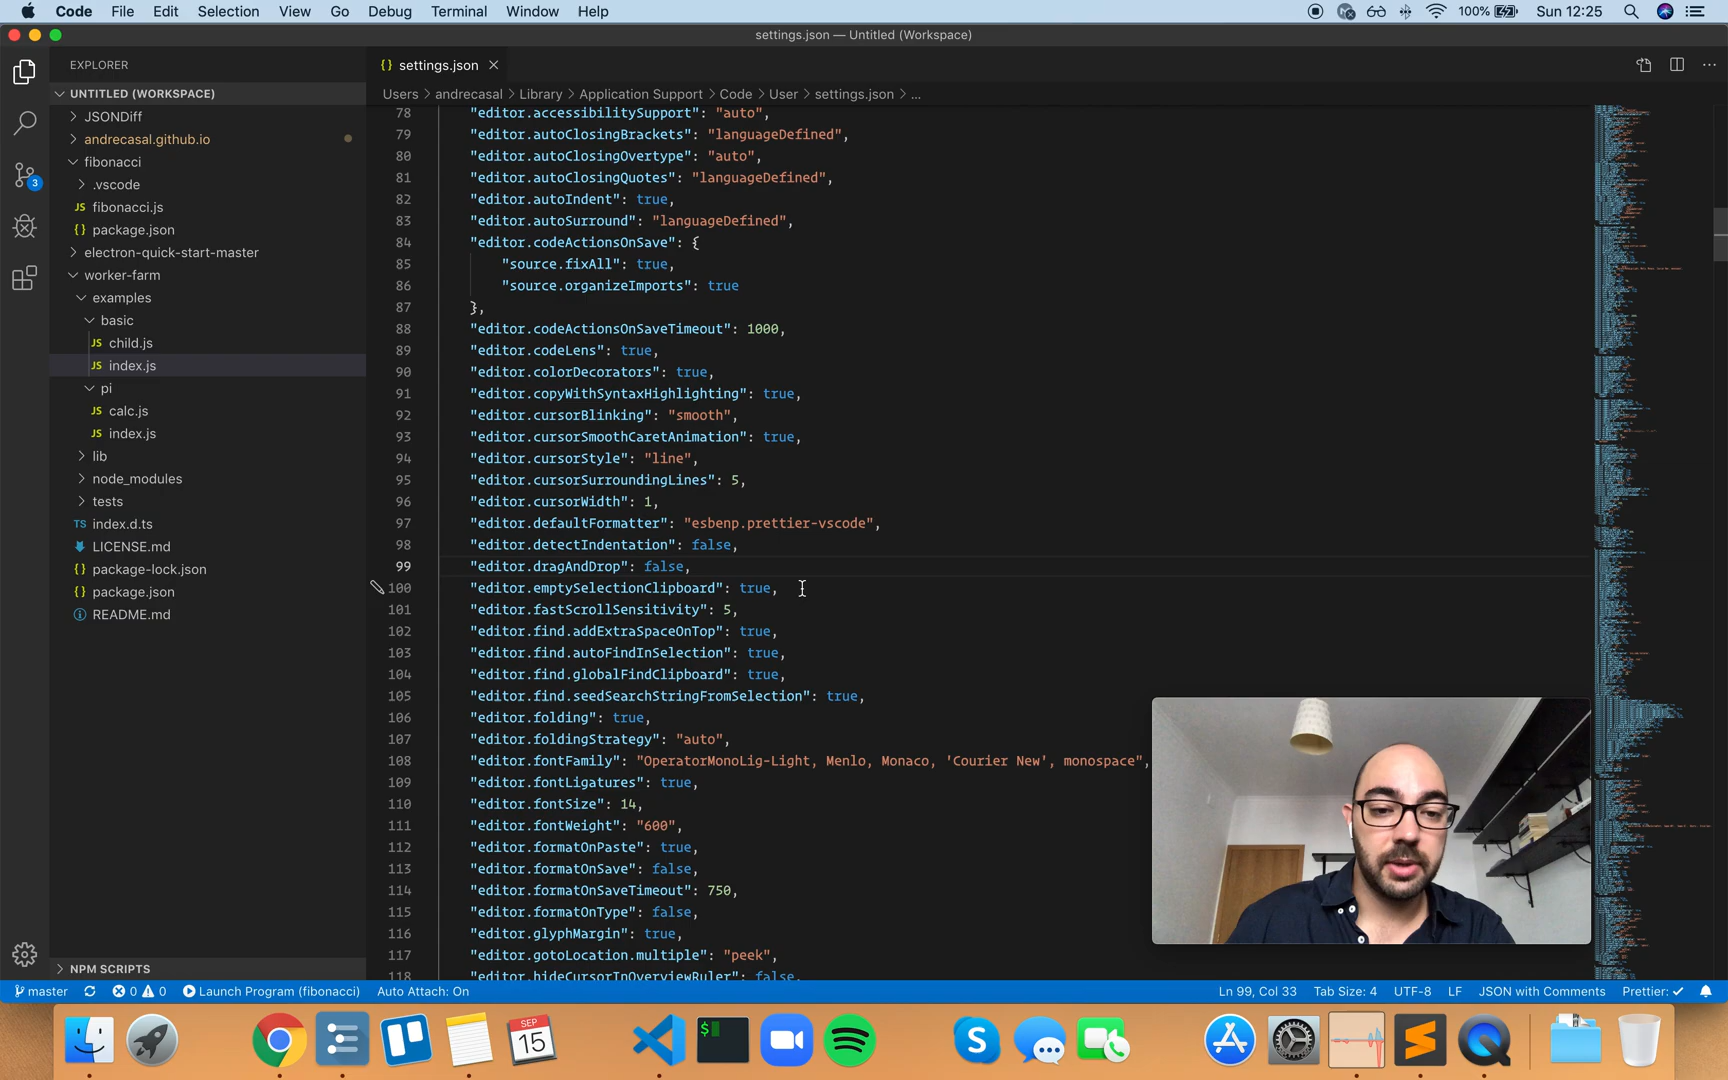 Code File Edit Selection View Go Debug Terminal Window Help 100% Sun 12:25
settings.json — Untitled (Workspace)
EXPLORER
{} settings.json
UNTITLED (WORKSPACE)
Users > andrecasal > Library > Application Support > Code > User > settings.json > ...
JSONDiff
andrecasal.github.io
fibonacci
.vscode
JS fibonacci.js
{} package.json
electron-quick-start-master
worker-farm
examples
basic
JS child.js
JS index.js
pi
JS calc.js
JS index.js
lib
node_modules
tests
TS index.d.ts
LICENSE.md
{} package-lock.json
{} package.json
README.md
NPM SCRIPTS
3
78 "editor.accessibilitySupport": "auto",
79 "editor.autoClosingBrackets": "languageDefined",
80 "editor.autoClosingOvertype": "auto",
81 "editor.autoClosingQuotes": "languageDefined",
82 "editor.autoIndent": true,
83 "editor.autoSurround": "languageDefined",
84 "editor.codeActionsOnSave": {
85 "source.fixAll": true,
86 "source.organizeImports": true
87 },
88 "editor.codeActionsOnSaveTimeout": 1000,
89 "editor.codeLens": true,
90 "editor.colorDecorators": true,
91 "editor.copyWithSyntaxHighlighting": true,
92 "editor.cursorBlinking": "smooth",
93 "editor.cursorSmoothCaretAnimation": true,
94 "editor.cursorStyle": "line",
95 "editor.cursorSurroundingLines": 5,
96 "editor.cursorWidth": 1,
97 "editor.defaultFormatter": "esbenp.prettier-vscode",
98 "editor.detectIndentation": false,
99 "editor.dragAndDrop": false,
100 "editor.emptySelectionClipboard": true,
101 "editor.fastScrollSensitivity": 5,
102 "editor.find.addExtraSpaceOnTop": true,
103 "editor.find.autoFindInSelection": true,
104 "editor.find.globalFindClipboard": true,
105 "editor.find.seedSearchStringFromSelection": true,
106 "editor.folding": true,
107 "editor.foldingStrategy": "auto",
108 "editor.fontFamily": "OperatorMonoLig-Light, Menlo, Monaco, 'Courier New', monospace",
109 "editor.fontLigatures": true,
110 "editor.fontSize": 14,
111 "editor.fontWeight": "600",
112 "editor.formatOnPaste": true,
113 "editor.formatOnSave": false,
114 "editor.formatOnSaveTimeout": 750,
115 "editor.formatOnType": false,
116 "editor.glyphMargin": true,
117 "editor.gotoLocation.multiple": "peek",
118 "editor.hideCursorInOverviewRuler": false,
master 0 0 Launch Program (fibonacci) Auto Attach: On Ln 99, Col 33 Tab Size: 4 UTF-8 LF JSON with Comments Prettier: ✓
SEP
15
$
S